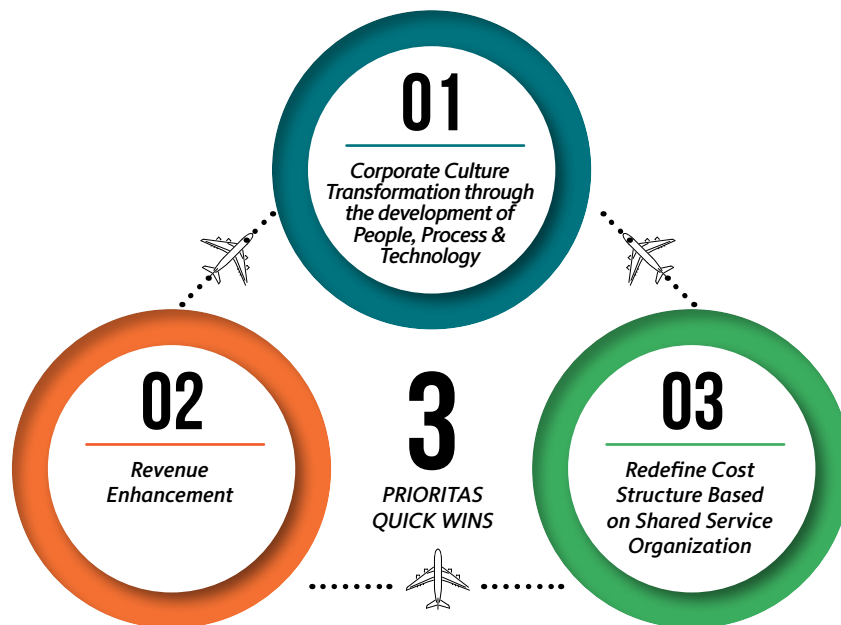 01
Corporate Culture
Transformation through
the development of
People, Process &
Technology
02
Revenue
Enhancement
3
PRIORITAS
QUICK WINS
03
Redefine Cost
Structure Based
on Shared Service
Organization